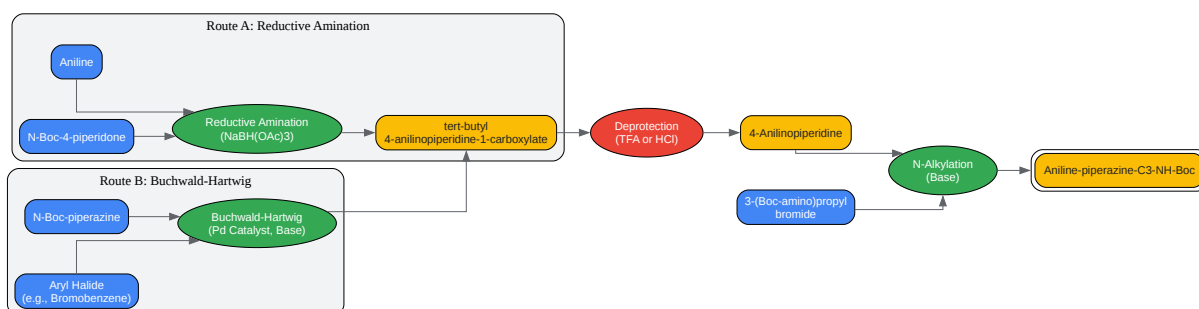 Route A: Reductive Amination
Aniline
N-Boc-4-piperidone
Reductive Amination
(NaBH(OAc)3)
tert-butyl
4-anilinopiperidine-1-carboxylate
Deprotection
(TFA or HCl)
4-Anilinopiperidine
N-Alkylation
(Base)
Aniline-piperazine-C3-NH-Boc
3-(Boc-amino)propyl
bromide
Route B: Buchwald-Hartwig
N-Boc-piperazine
Buchwald-Hartwig
(Pd Catalyst, Base)
Aryl Halide
(e.g., Bromobenzene)